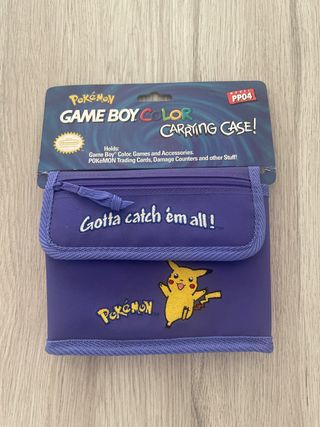 POKéMON
GAME BOY COLOR
CARRYING CASE!
PP04
Holds:
Game Boy Color, Games and Accessories.
POKéMON Trading Cards, Damage Counters and other Stuff!
Gotta catch 'em all!
POKéMON